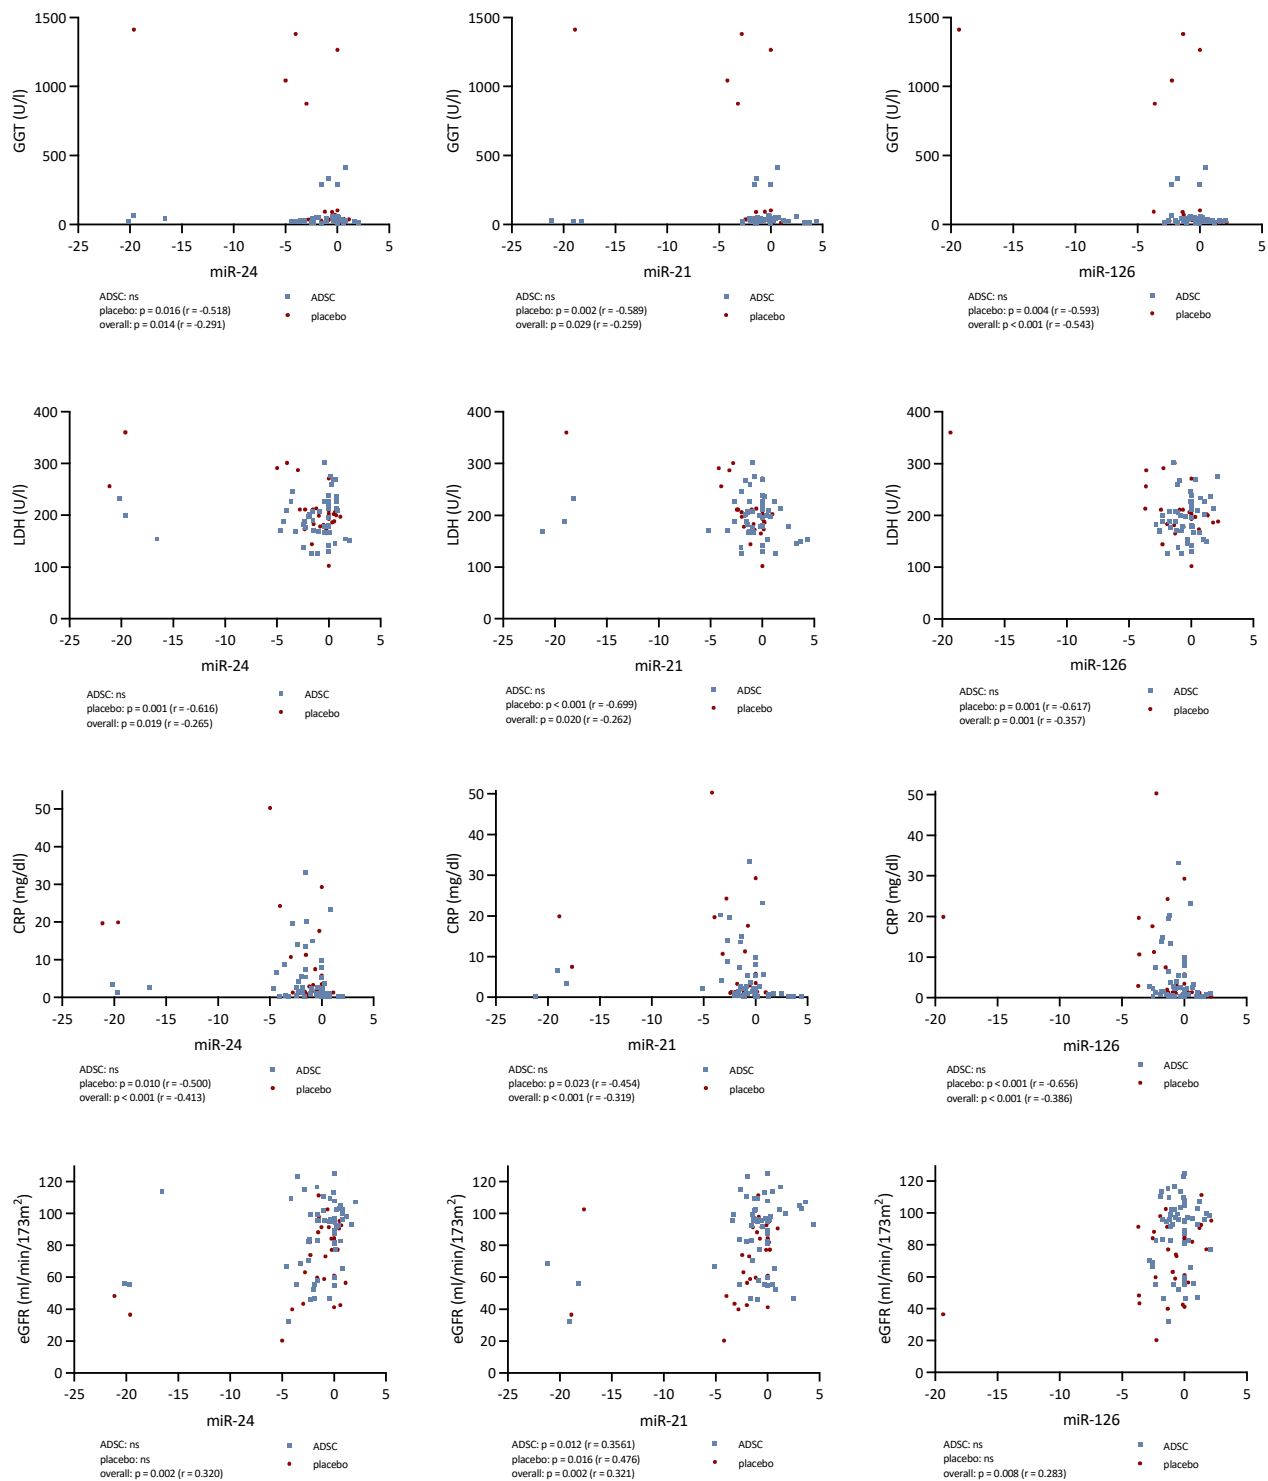 GGT (U/l)
1500
1000
500
0
-25 -20 -15 -10 -5 0 5
miR-24
ADSC: ns
placebo: p = 0.016 (r = -0.518)
overall: p = 0.014 (r = -0.291)
ADSC
placebo
GGT (U/l)
1500
1000
500
0
-25 -20 -15 -10 -5 0 5
miR-21
ADSC: ns
placebo: p = 0.002 (r = -0.589)
overall: p = 0.029 (r = -0.259)
ADSC
placebo
GGT (U/l)
1500
1000
500
0
-20 -15 -10 -5 0 5
miR-126
ADSC: ns
placebo: p = 0.004 (r = -0.593)
overall: p < 0.001 (r = -0.543)
ADSC
placebo
LDH (U/l)
400
300
200
100
0
-25 -20 -15 -10 -5 0 5
miR-24
ADSC: ns
placebo: p = 0.001 (r = -0.616)
overall: p = 0.019 (r = -0.265)
ADSC
placebo
LDH (U/l)
400
300
200
100
0
-25 -20 -15 -10 -5 0 5
miR-21
ADSC: ns
placebo: p < 0.001 (r = -0.699)
overall: p = 0.020 (r = -0.262)
ADSC
placebo
LDH (U/l)
400
300
200
100
0
-20 -15 -10 -5 0 5
miR-126
ADSC: ns
placebo: p = 0.001 (r = -0.617)
overall: p = 0.001 (r = -0.357)
ADSC
placebo
CRP (mg/dl)
50
40
30
20
10
0
-25 -20 -15 -10 -5 0 5
miR-24
ADSC: ns
placebo: p = 0.010 (r = -0.500)
overall: p < 0.001 (r = -0.413)
ADSC
placebo
CRP (mg/dl)
50
40
30
20
10
0
-25 -20 -15 -10 -5 0 5
miR-21
ADSC: ns
placebo: p = 0.023 (r = -0.454)
overall: p < 0.001 (r = -0.319)
ADSC
placebo
CRP (mg/dl)
50
40
30
20
10
0
-20 -15 -10 -5 0 5
miR-126
ADSC: ns
placebo: p < 0.001 (r = -0.656)
overall: p < 0.001 (r = -0.386)
ADSC
placebo
eGFR (ml/min/173m²)
120
100
80
60
40
20
0
-25 -20 -15 -10 -5 0 5
miR-24
ADSC: ns
placebo: ns
overall: p = 0.002 (r = 0.320)
ADSC
placebo
eGFR (ml/min/173m²)
120
100
80
60
40
20
0
-25 -20 -15 -10 -5 0 5
miR-21
ADSC: p = 0.012 (r = 0.3561)
placebo: p = 0.016 (r = 0.476)
overall: p = 0.002 (r = 0.321)
ADSC
placebo
eGFR (ml/min/173m²)
120
100
80
60
40
20
0
-20 -15 -10 -5 0 5
miR-126
ADSC: ns
placebo: ns
overall: p = 0.008 (r = 0.283)
ADSC
placebo